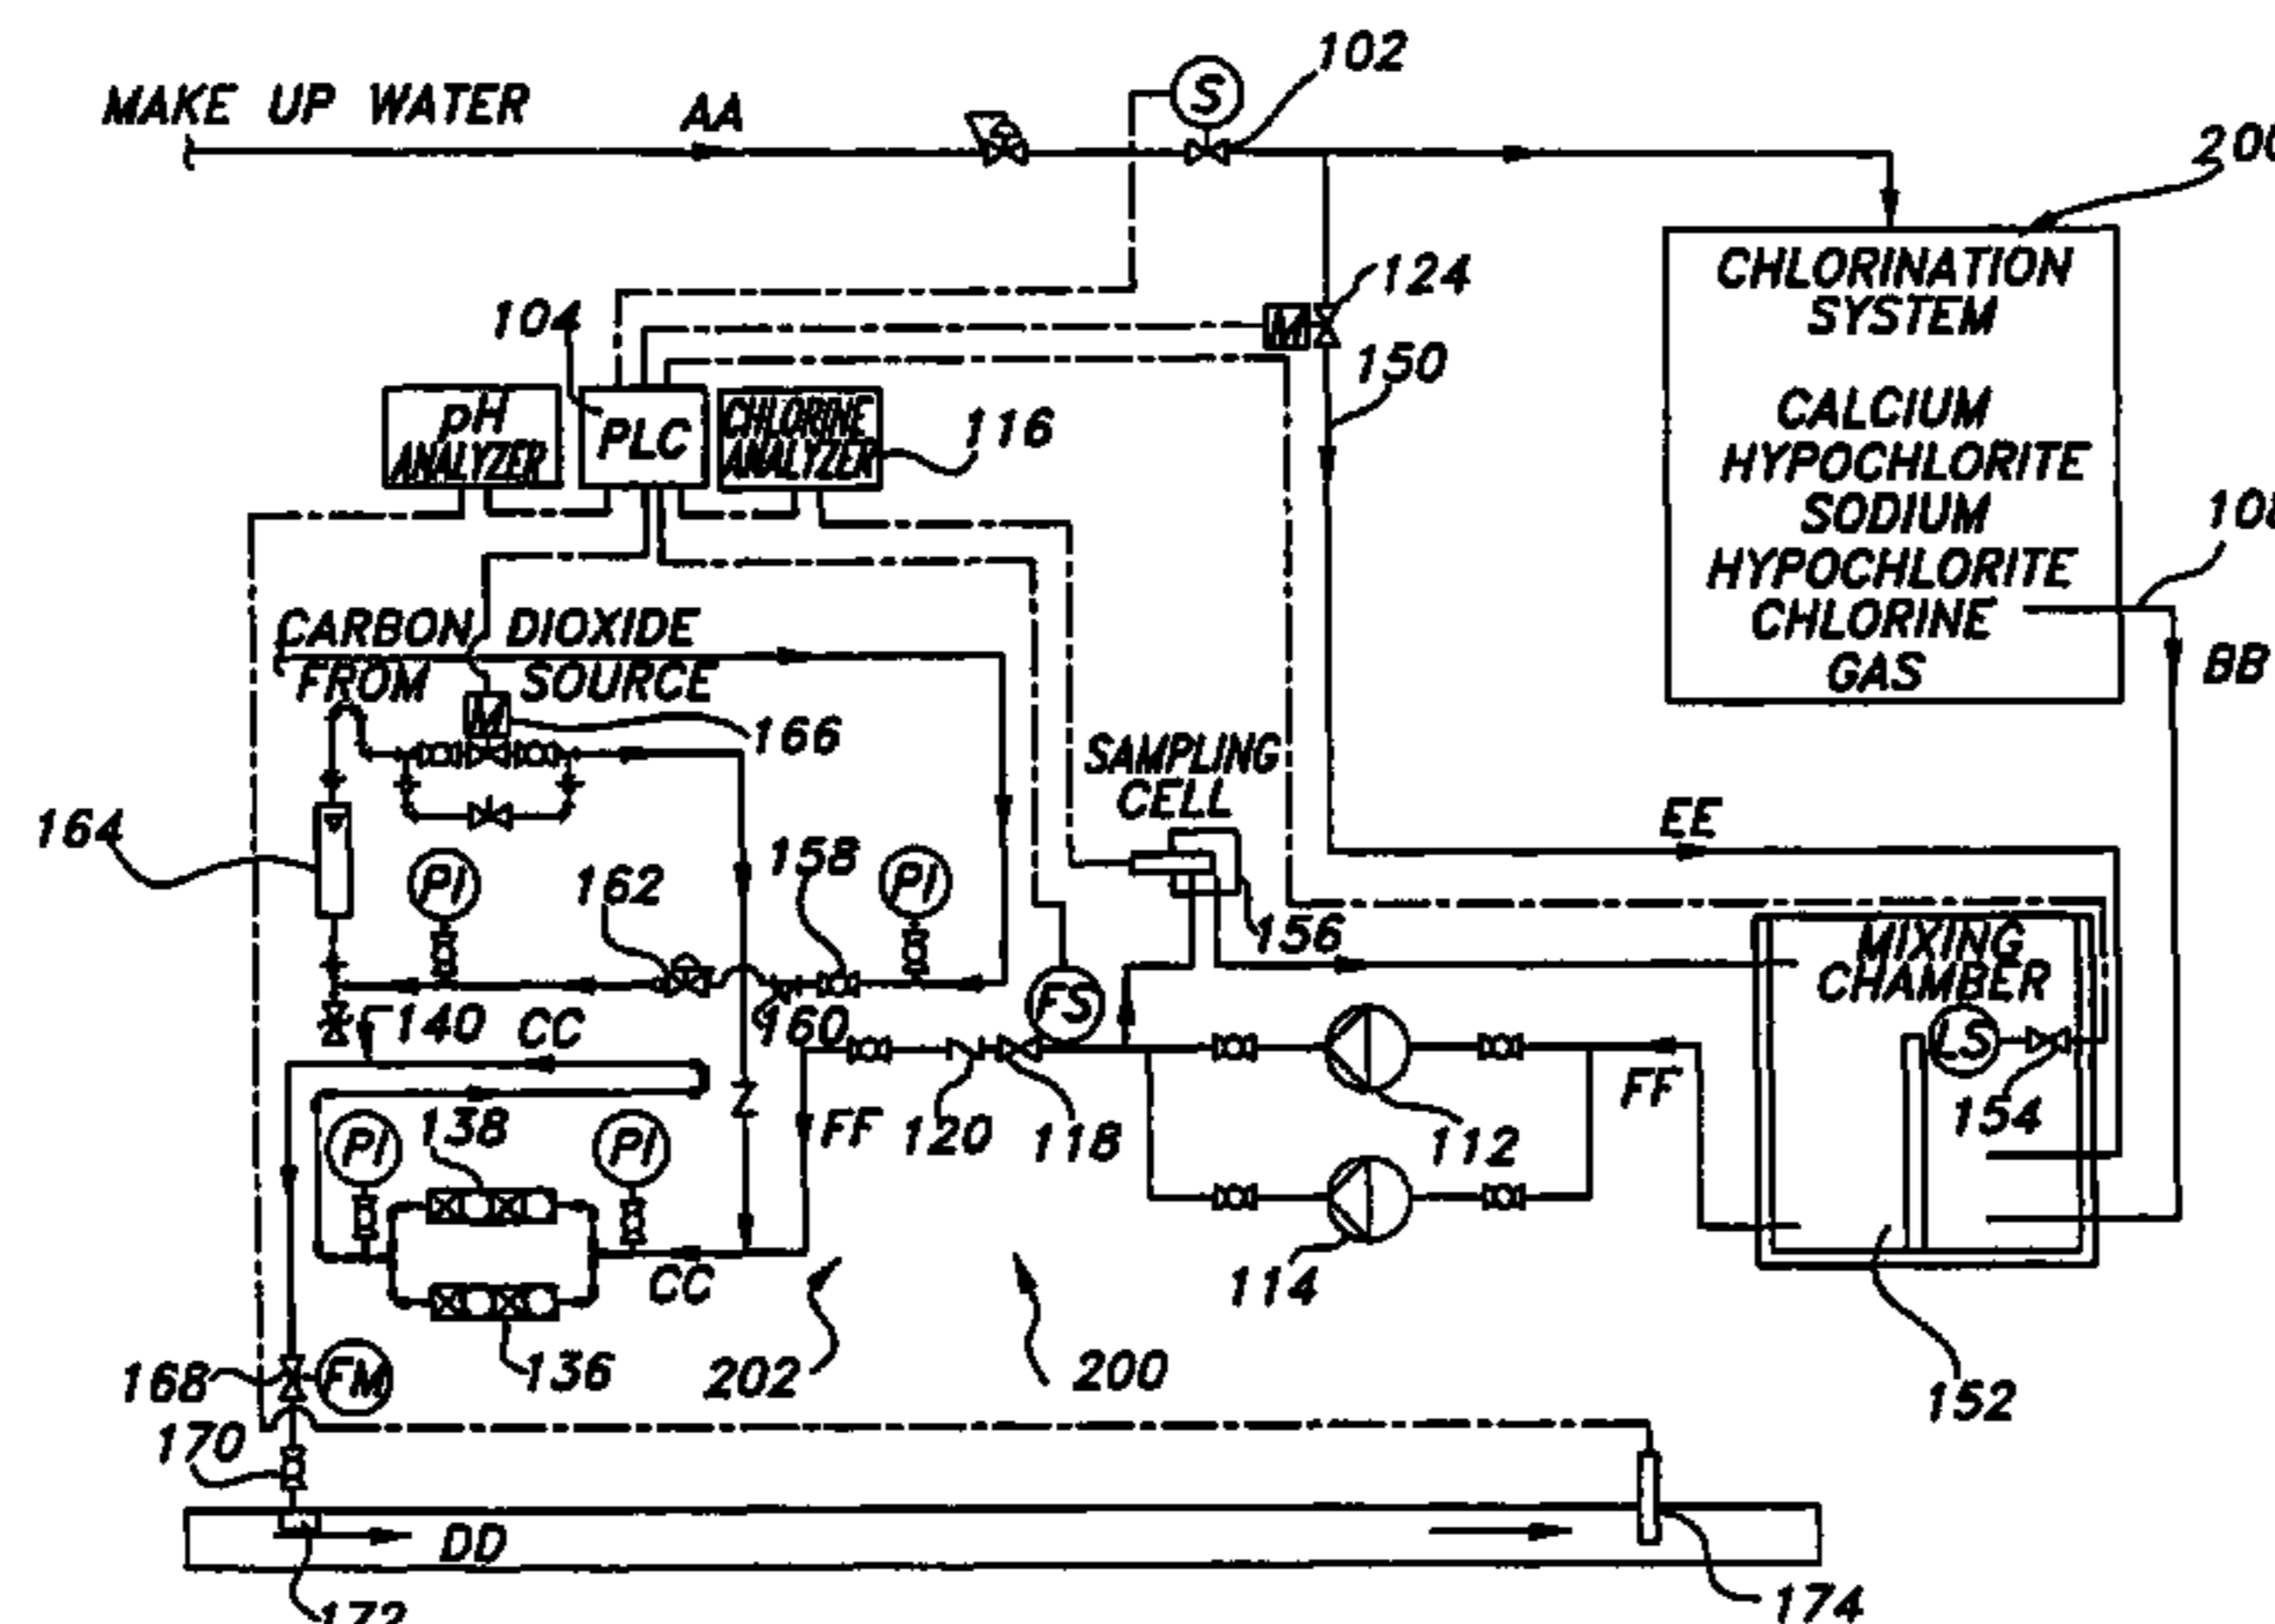 102
MAKE UP WATER
AA
S
200
CHLORINATION
SYSTEM
124
M
104
150
pH
ANALYZER
PLC
CHLORINE
ANALYZER
116
CALCIUM
HYPOCHLORITE
SODIUM
HYPOCHLORITE
CHLORINE
GAS
108
BB
CARBON DIOXIDE
FROM SOURCE
M
166
SAMPLING
CELL
164
EE
PI
162
158
PI
156
MIXING
CHAMBER
140
CC
160
FS
LS
154
FF
138
FF
120
118
112
PI
PI
CC
114
136
202
200
152
168
FM
170
DD
172
174